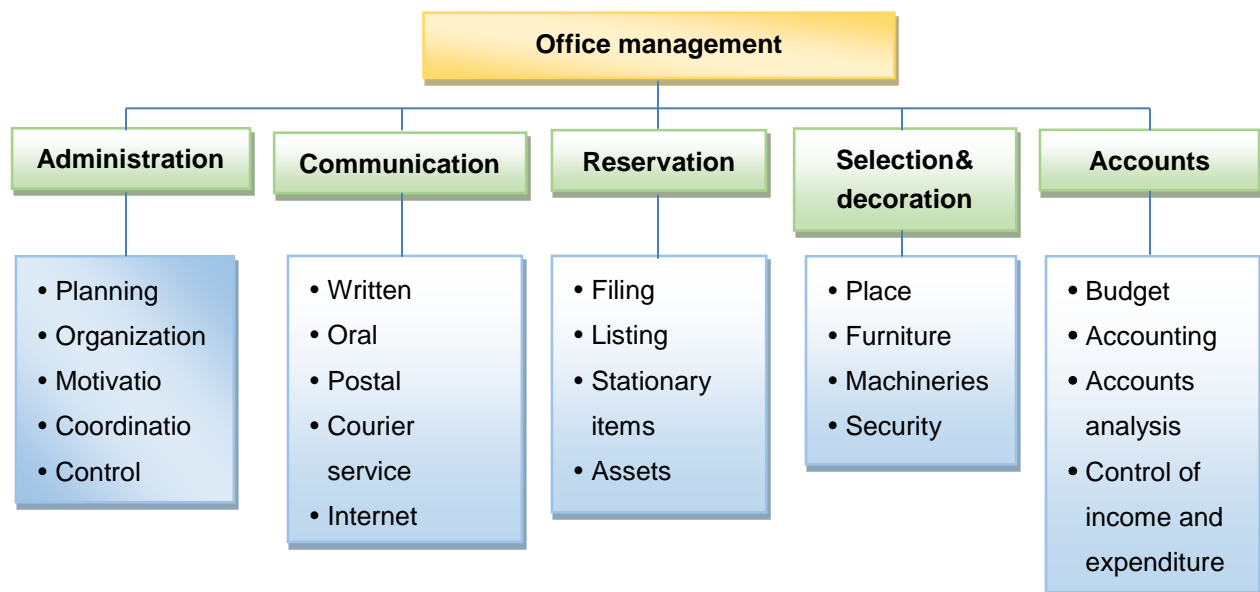 Office management
Administration
Communication
Reservation
Selection&
decoration
Accounts
• Planning
• Organization
• Motivatio
• Coordinatio
• Control
• Written
• Oral
• Postal
• Courier
service
• Internet
• Filing
• Listing
• Stationary
items
• Assets
• Place
• Furniture
• Machineries
• Security
• Budget
• Accounting
• Accounts
analysis
• Control of
income and
expenditure